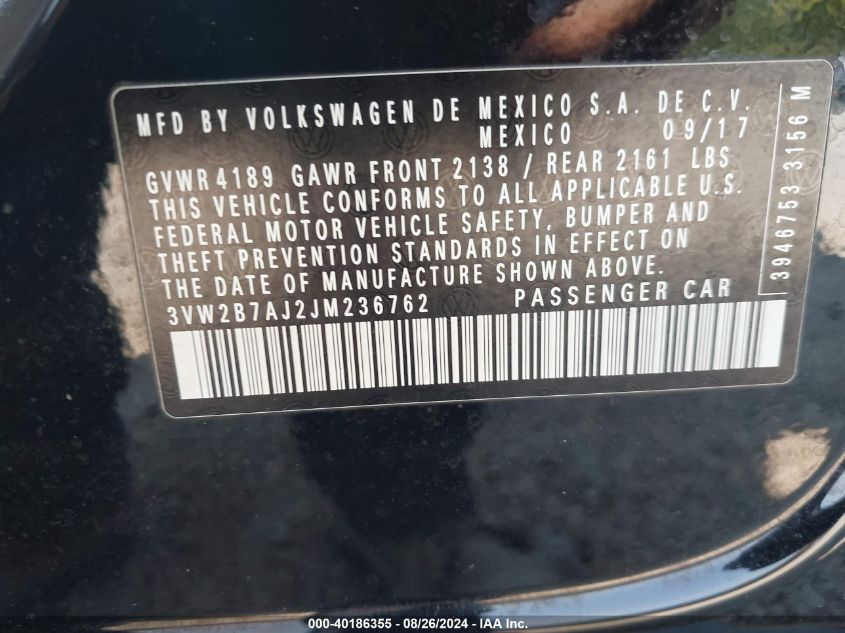 MFD BY VOLKSWAGEN DE MEXICO S.A. DE C.V.
MEXICO 09/17
GVWR 4189 GAWR FRONT 2138 / REAR 2161 LBS
THIS VEHICLE CONFORMS TO ALL APPLICABLE U.S.
FEDERAL MOTOR VEHICLE SAFETY, BUMPER AND
THEFT PREVENTION STANDARDS IN EFFECT ON
THE DATE OF MANUFACTURE SHOWN ABOVE.
3VW2B7AJ2JM236762 PASSENGER CAR
3946753 3156 M
000-40186355 - 08/26/2024 - IAAI.com